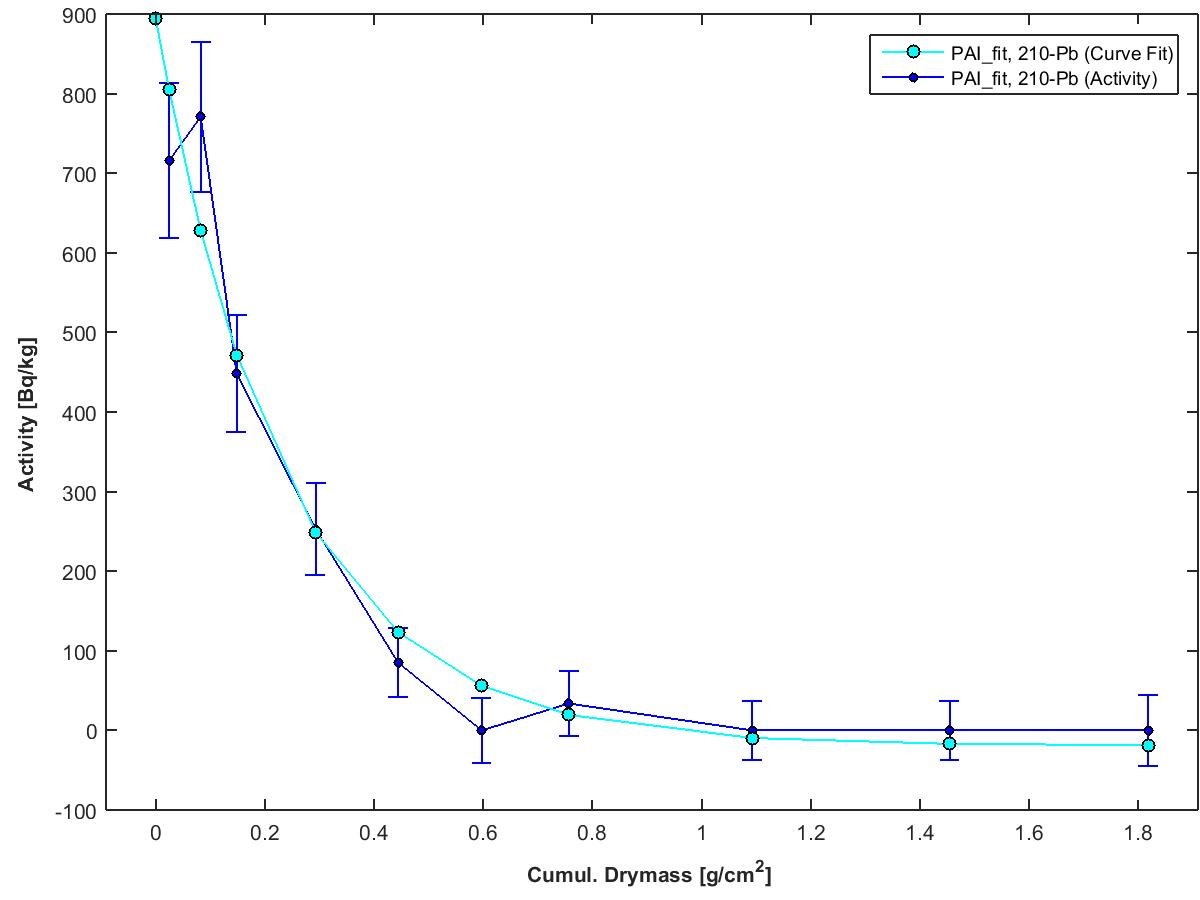 900
800
700
600
500
400
300
200
100
0
-100
Activity [Bq/kg]
PAI_fit, 210-Pb (Curve Fit)
PAI_fit, 210-Pb (Activity)
0 0.2 0.4 0.6 0.8 1 1.2 1.4 1.6 1.8
Cumul. Drymass [g/cm²]